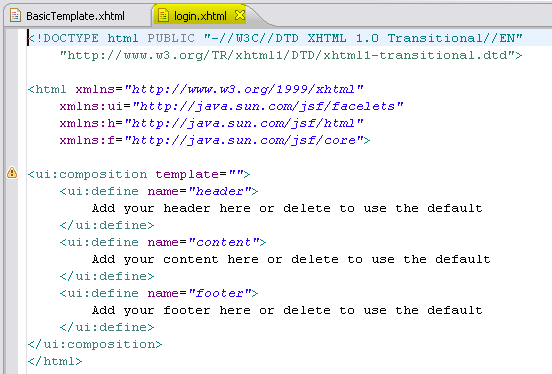 BasicTemplate.xhtml login.xhtml
<!DOCTYPE html PUBLIC "-//W3C//DTD XHTML 1.0 Transitional//EN"
"http://www.w3.org/TR/xhtml1/DTD/xhtml1-transitional.dtd">
<html xmlns="http://www.w3.org/1999/xhtml"
xmlns:ui="http://java.sun.com/jsf/facelets"
xmlns:h="http://java.sun.com/jsf/html"
xmlns:f="http://java.sun.com/jsf/core">
<ui:composition template="">
<ui:define name="header">
Add your header here or delete to use the default
</ui:define>
<ui:define name="content">
Add your content here or delete to use the default
</ui:define>
<ui:define name="footer">
Add your footer here or delete to use the default
</ui:define>
</ui:composition>
</html>